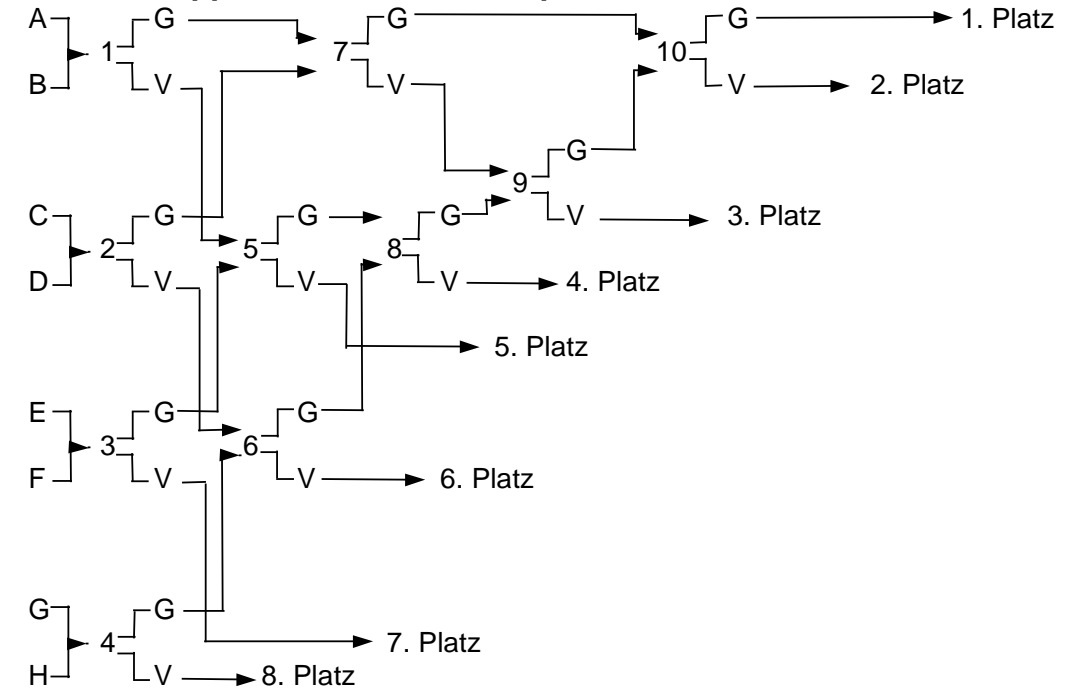 A G G G 1. Platz
1 7 10
B V V V 2. Platz
G
9
C G G G V 3. Platz
2 5 8
D V V V 4. Platz
5. Platz
E G G
3 6
F V V 6. Platz
G G
4 7. Platz
H V 8. Platz